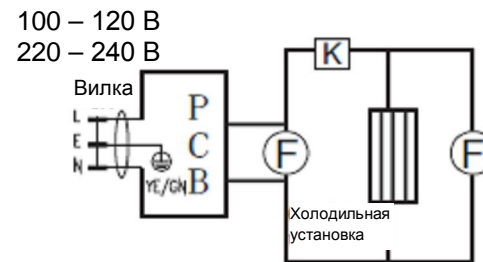 100 – 120 В
220 – 240 В
Вилка
L
E
N
YE/GN
P
C
B
K
F
F
Холодильная
установка